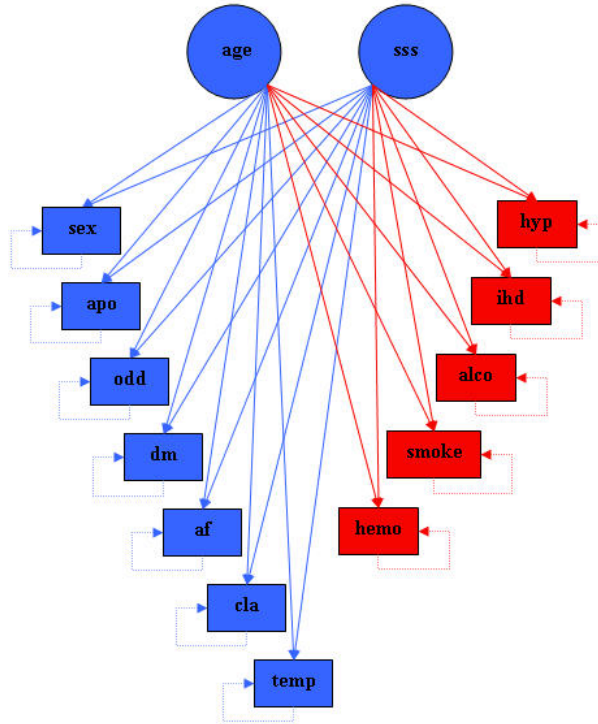 age
sss
sex
hyp
apo
ihd
odd
alco
dm
smoke
af
hemo
cla
temp